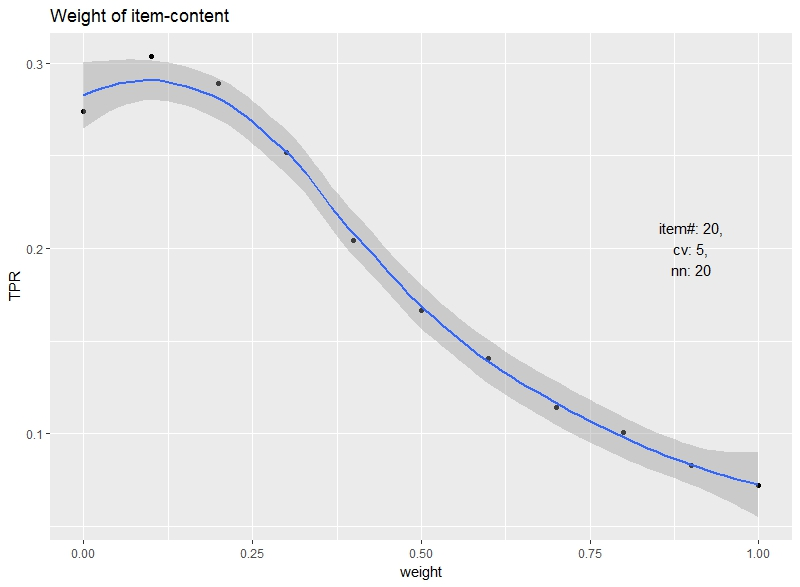 Weight of item-content
0.3
0.2
0.1
TPR
item#: 20,
cv: 5,
nn: 20
0.00 0.25 0.50 0.75 1.00
weight